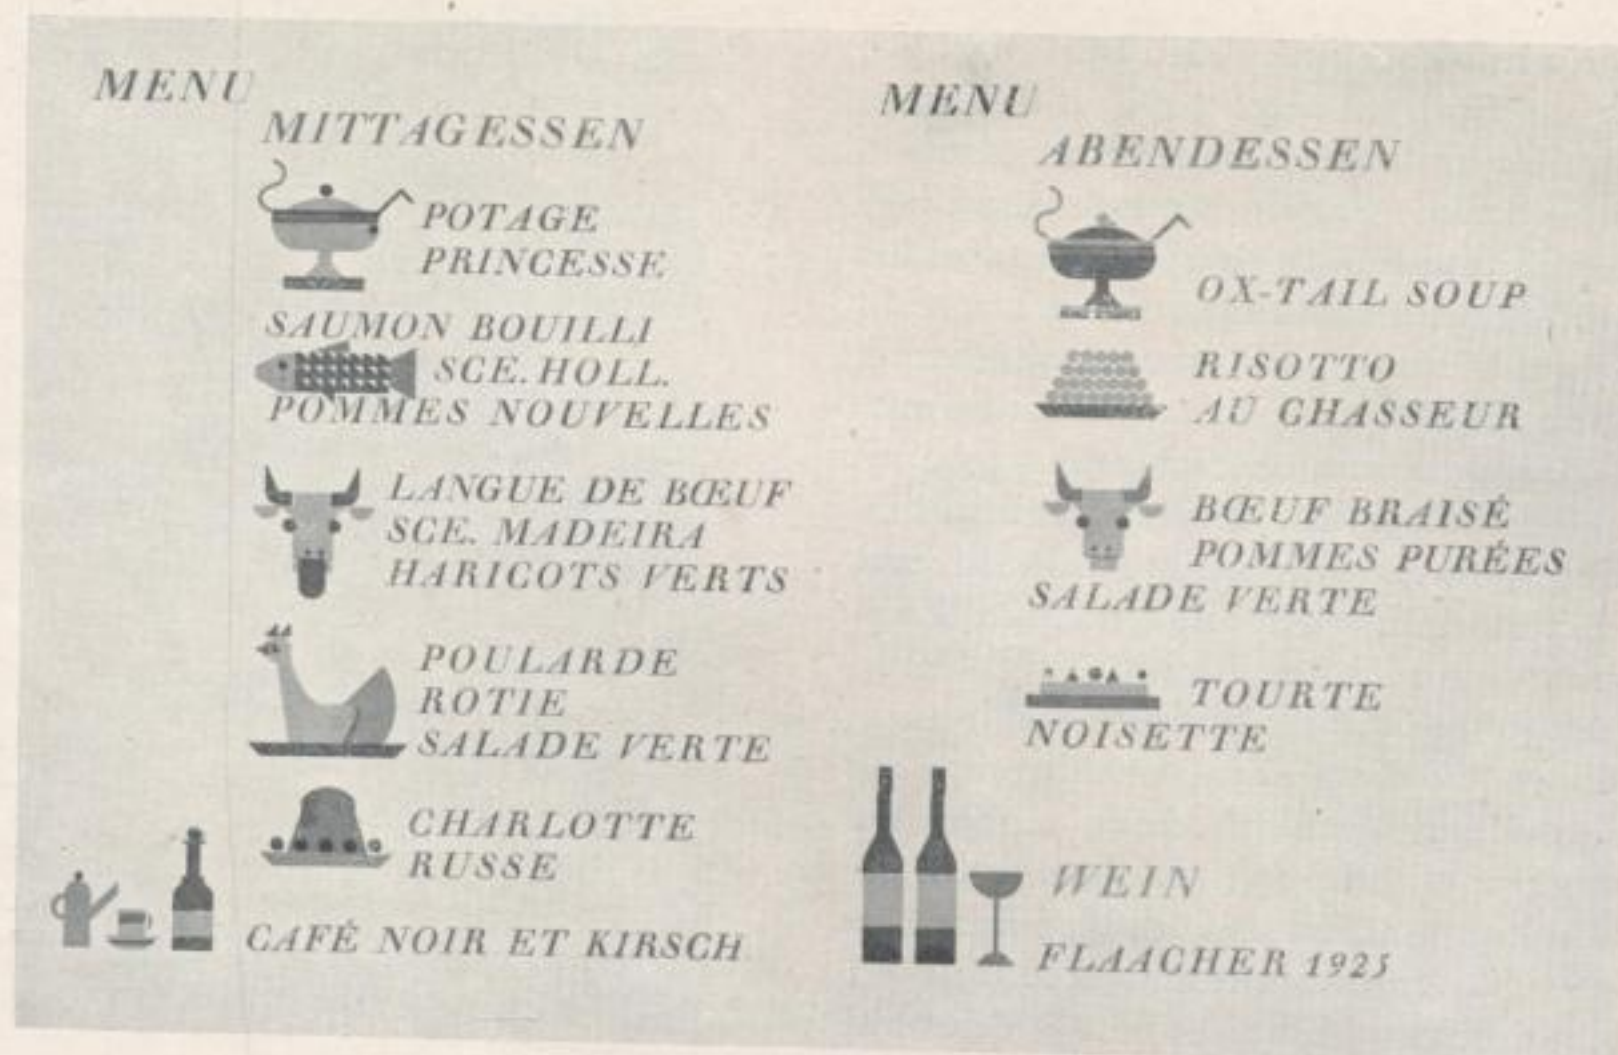 MENU
MITTAGESSEN
POTAGE
PRINCESSE
SAUMON BOUILLI
SCE. HOLL.
POMMES NOUVELLES
LANGUE DE BŒUF
SCE. MADEIRA
HARICOTS VERTS
POULARDE
ROTIE
SALADE VERTE
CHARLOTTE
RUSSE
CAFÉ NOIR ET KIRSCH
MENU
ABENDESSEN
OX-TAIL SOUP
RISOTTO
AU CHASSEUR
BŒUF BRAISÉ
POMMES PURÉES
SALADE VERTE
TOURTE
NOISETTE
WEIN
FLAACHER 1925